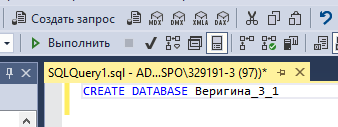 Создать запрос
MDX DMX XMLA DAX
Выполнить
SQLQuery1.sql - AD...SPO\329191-3 (97))*
CREATE DATABASE Веригина_3_1